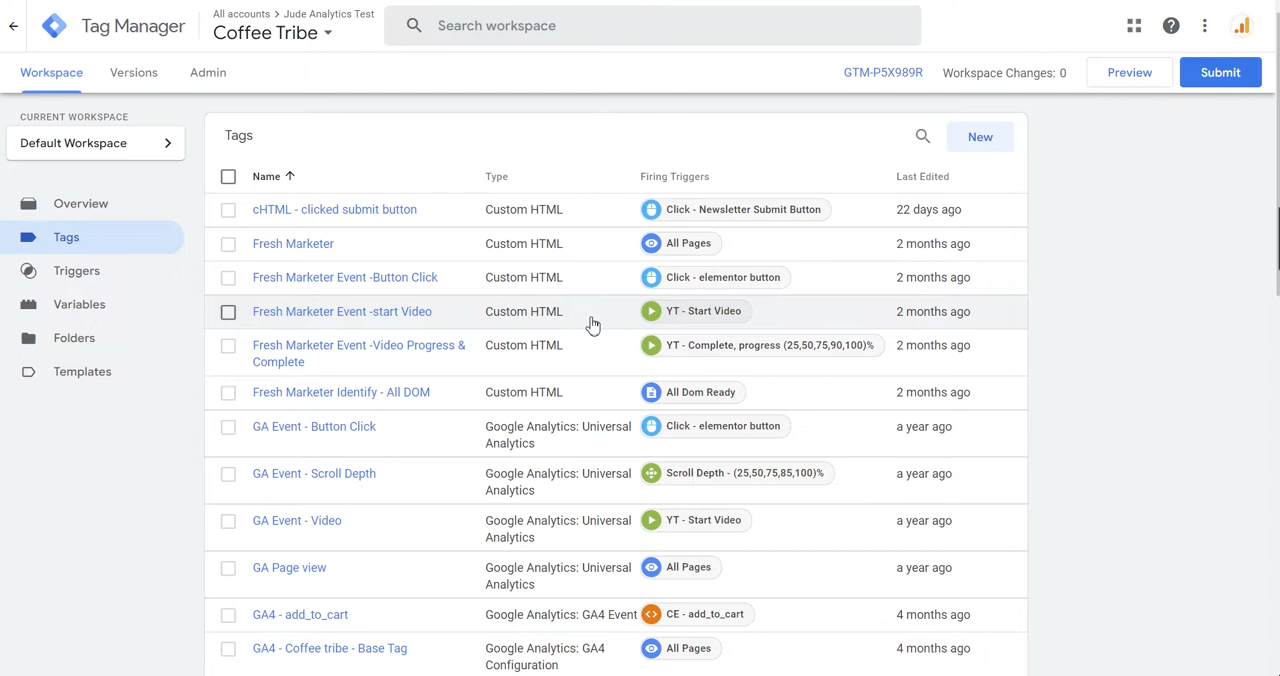 Tag Manager
All accounts > Jude Analytics Test
Coffee Tribe
Search workspace
Workspace Versions Admin
GTM-P5X989R Workspace Changes: 0 Preview Submit
CURRENT WORKSPACE
Default Workspace
Overview
Tags
Triggers
Variables
Folders
Templates
Tags New
Name Type Firing Triggers Last Edited
cHTML - clicked submit button Custom HTML Click - Newsletter Submit Button 22 days ago
Fresh Marketer Custom HTML All Pages 2 months ago
Fresh Marketer Event -Button Click Custom HTML Click - elementor button 2 months ago
Fresh Marketer Event -start Video Custom HTML YT - Start Video 2 months ago
Fresh Marketer Event -Video Progress & Custom HTML YT - Complete, progress (25,50,75,90,100)% 2 months ago
Complete
Fresh Marketer Identify - All DOM Custom HTML All Dom Ready 2 months ago
GA Event - Button Click Google Analytics: Universal Click - elementor button a year ago
Analytics
GA Event - Scroll Depth Google Analytics: Universal Scroll Depth - (25,50,75,85,100)% a year ago
Analytics
GA Event - Video Google Analytics: Universal YT - Start Video a year ago
Analytics
GA Page view Google Analytics: Universal All Pages a year ago
Analytics
GA4 - add_to_cart Google Analytics: GA4 Event CE - add_to_cart 4 months ago
GA4 - Coffee tribe - Base Tag Google Analytics: GA4 All Pages 4 months ago
Configuration